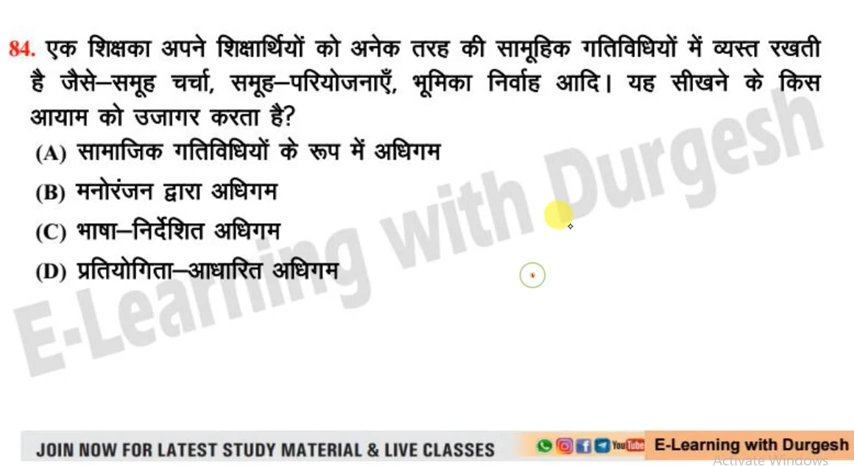 84. एक शिक्षका अपने शिक्षार्थियों को अनेक तरह की सामूहिक गतिविधियों में व्यस्त रखती
है जैसे–समूह चर्चा, समूह–परियोजनाएँ, भूमिका निर्वाह आदि। यह सीखने के किस
आयाम को उजागर करता है?
(A) सामाजिक गतिविधियों के रूप में अधिगम
(B) मनोरंजन द्वारा अधिगम
(C) भाषा–निर्देशित अधिगम
(D) प्रतियोगिता–आधारित अधिगम
E-Learning with Durgesh
JOIN NOW FOR LATEST STUDY MATERIAL & LIVE CLASSES YouTube E-Learning with Durgesh
Activate Windows